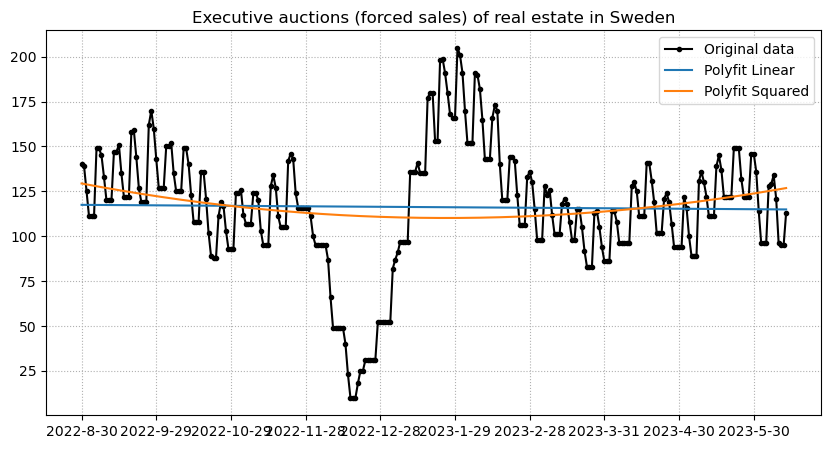 Executive auctions (forced sales) of real estate in Sweden
Original data
Polyfit Linear
Polyfit Squared
200
175
150
125
100
75
50
25
2022-8-30 2022-9-29 2022-10-29 2022-11-28 2022-12-28 2023-1-29 2023-2-28 2023-3-31 2023-4-30 2023-5-30